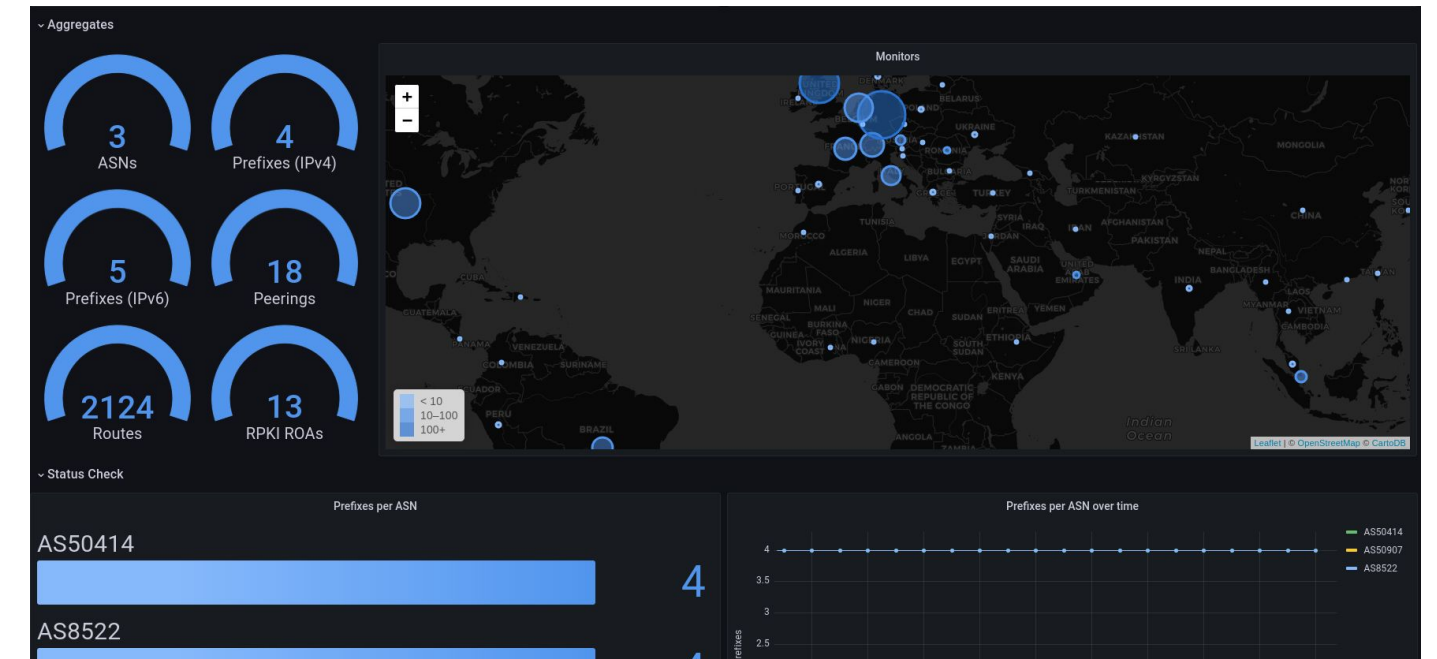 Aggregates
3
ASNs
4
Prefixes (IPv4)
5
Prefixes (IPv6)
18
Peerings
2124
Routes
13
RPKI ROAs
Monitors
+
−
BELARUS
UKRAINE
KAZAKHSTAN
MONGOLIA
KYRGYZSTAN
TURKMENISTAN
TURKEY
SYRIA
IRAQ
IRAN
AFGHANISTAN
PAKISTAN
CHINA
NEPAL
BANGLADESH
INDIA
MYANMAR
LAOS
VIETNAM
CAMBODIA
SRI LANKA
TUNISIA
MOROCCO
ALGERIA
LIBYA
EGYPT
SAUDI
ARABIA
UNITED
ARAB
EMIRATES
MAURITANIA
MALI
NIGER
CHAD
SUDAN
ERITREA
YEMEN
SENEGAL
BURKINA
FASO
GUINEA
IVORY
COAST
NIGERIA
SOUTH
SUDAN
ETHIOPIA
CAMEROON
KENYA
GABON
DEMOCRATIC
REPUBLIC OF
THE CONGO
ANGOLA
CUBA
GUATEMALA
PANAMA
VENEZUELA
COLOMBIA
SURINAME
PERU
BRAZIL
Indian
Ocean
< 10
10–100
100+
Leaflet | © OpenStreetMap © CartoDB
Status Check
Prefixes per ASN
AS50414
4
AS8522
Prefixes per ASN over time
4
3.5
3
2.5
AS50414
AS50907
AS8522